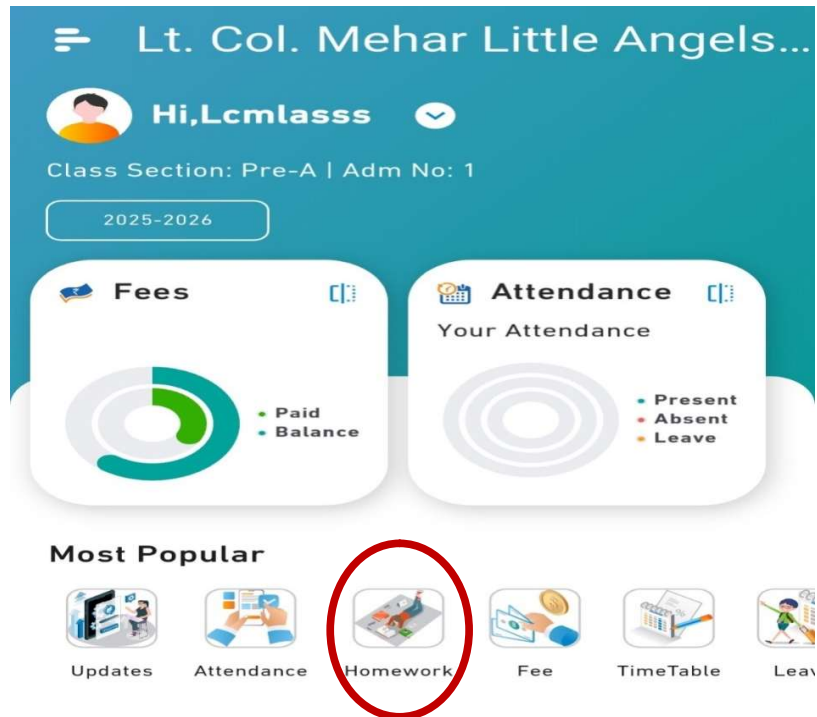 Lt. Col. Mehar Little Angels...
Hi,Lcmlasss
Class Section: Pre-A | Adm No: 1
2025-2026
Fees
Attendance
Your Attendance
Paid
Balance
Present
Absent
Leave
Most Popular
Updates Attendance Homework Fee TimeTable Leav